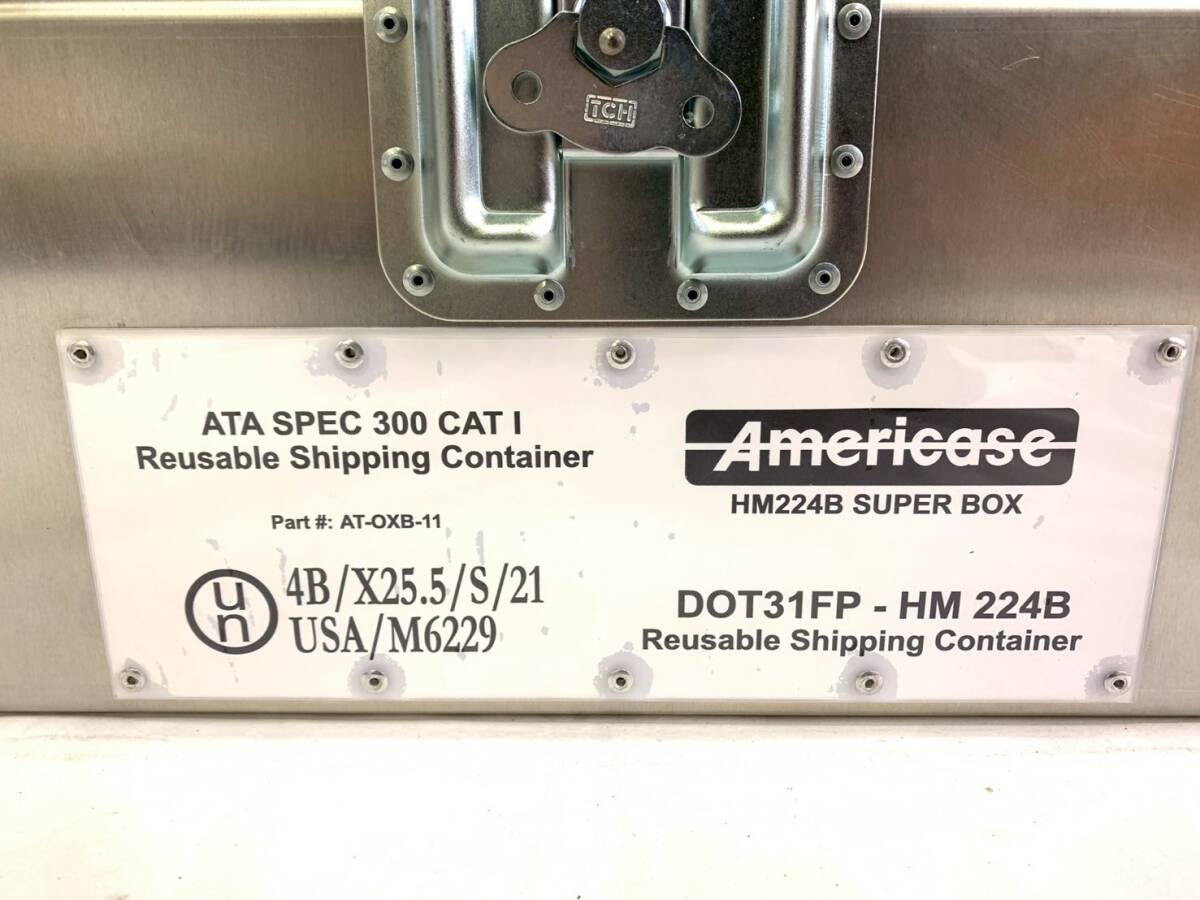 TCH
ATA SPEC 300 CAT I
Reusable Shipping Container
Part #: AT-OXB-11
un 4B/X25.5/S/21
USA/M6229
Americase
HM224B SUPER BOX
DOT31FP - HM 224B
Reusable Shipping Container